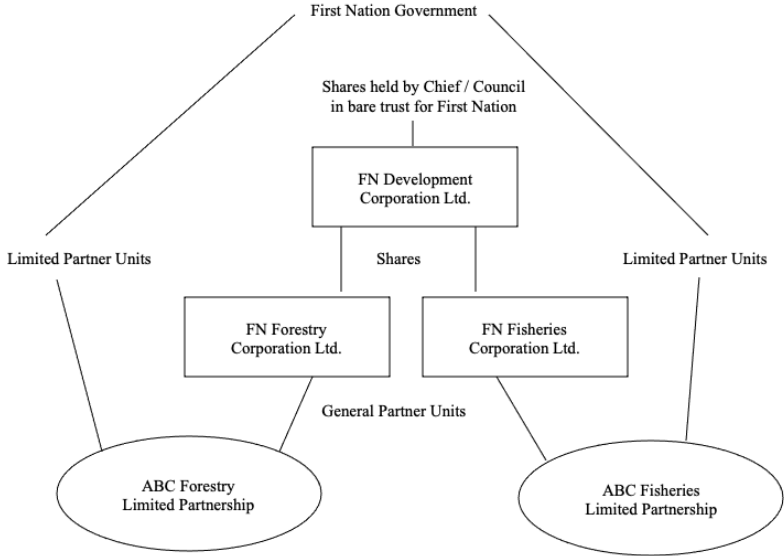 First Nation Government
Shares held by Chief / Council
in bare trust for First Nation
FN Development
Corporation Ltd.
Limited Partner Units
Shares
Limited Partner Units
FN Forestry
Corporation Ltd.
FN Fisheries
Corporation Ltd.
General Partner Units
ABC Forestry
Limited Partnership
ABC Fisheries
Limited Partnership